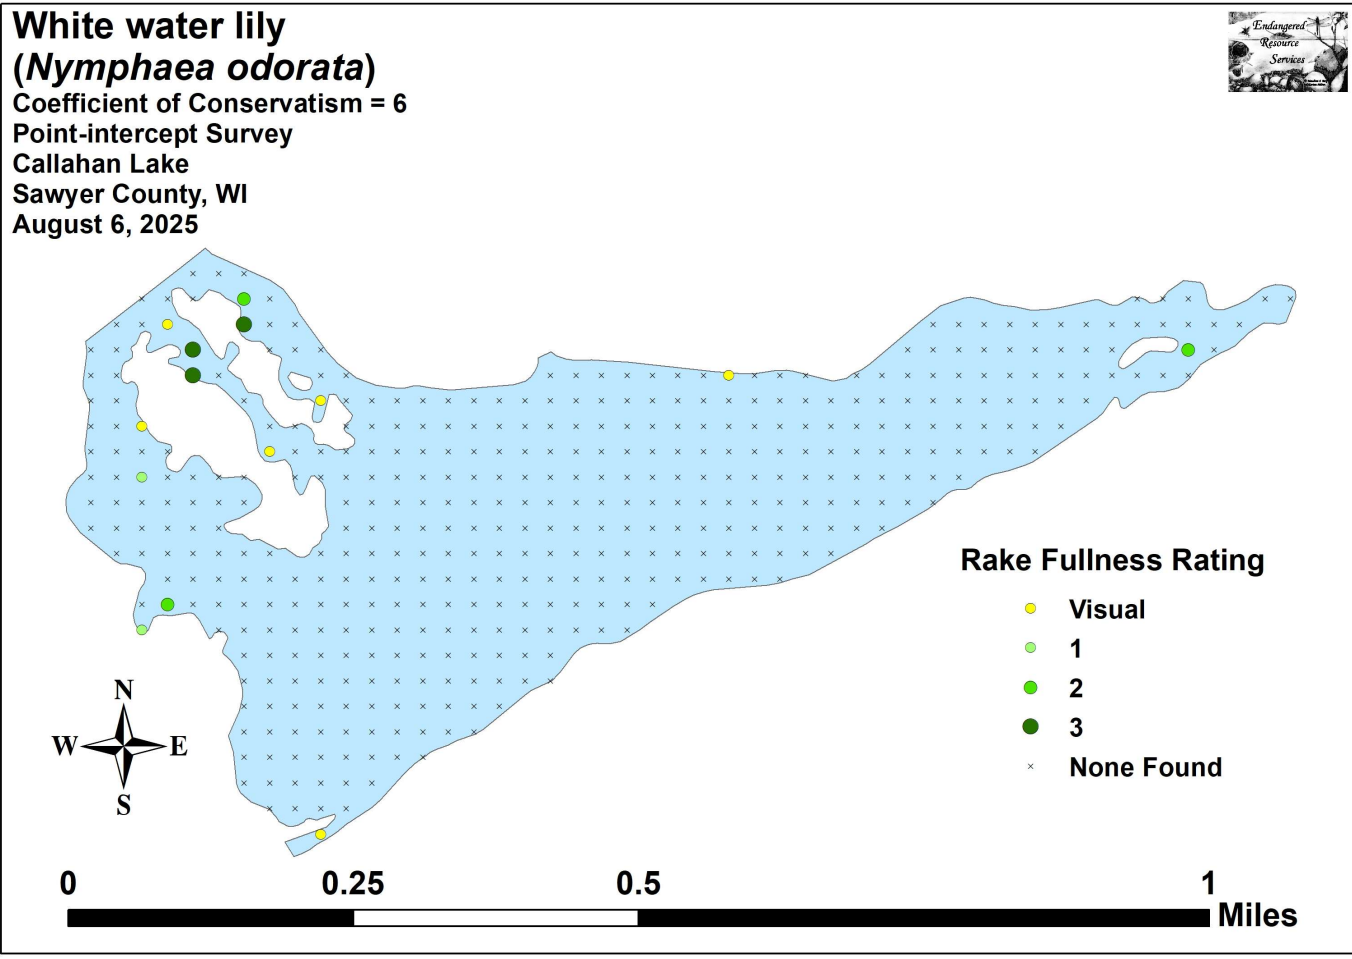 White water lily
(Nymphaea odorata)
Coefficient of Conservatism = 6
Point-intercept Survey
Callahan Lake
Sawyer County, WI
August 6, 2025
Endangered
Resource
Services
Rake Fullness Rating
Visual
1
2
3
None Found
N
W E
S
0 0.25 0.5 1
Miles